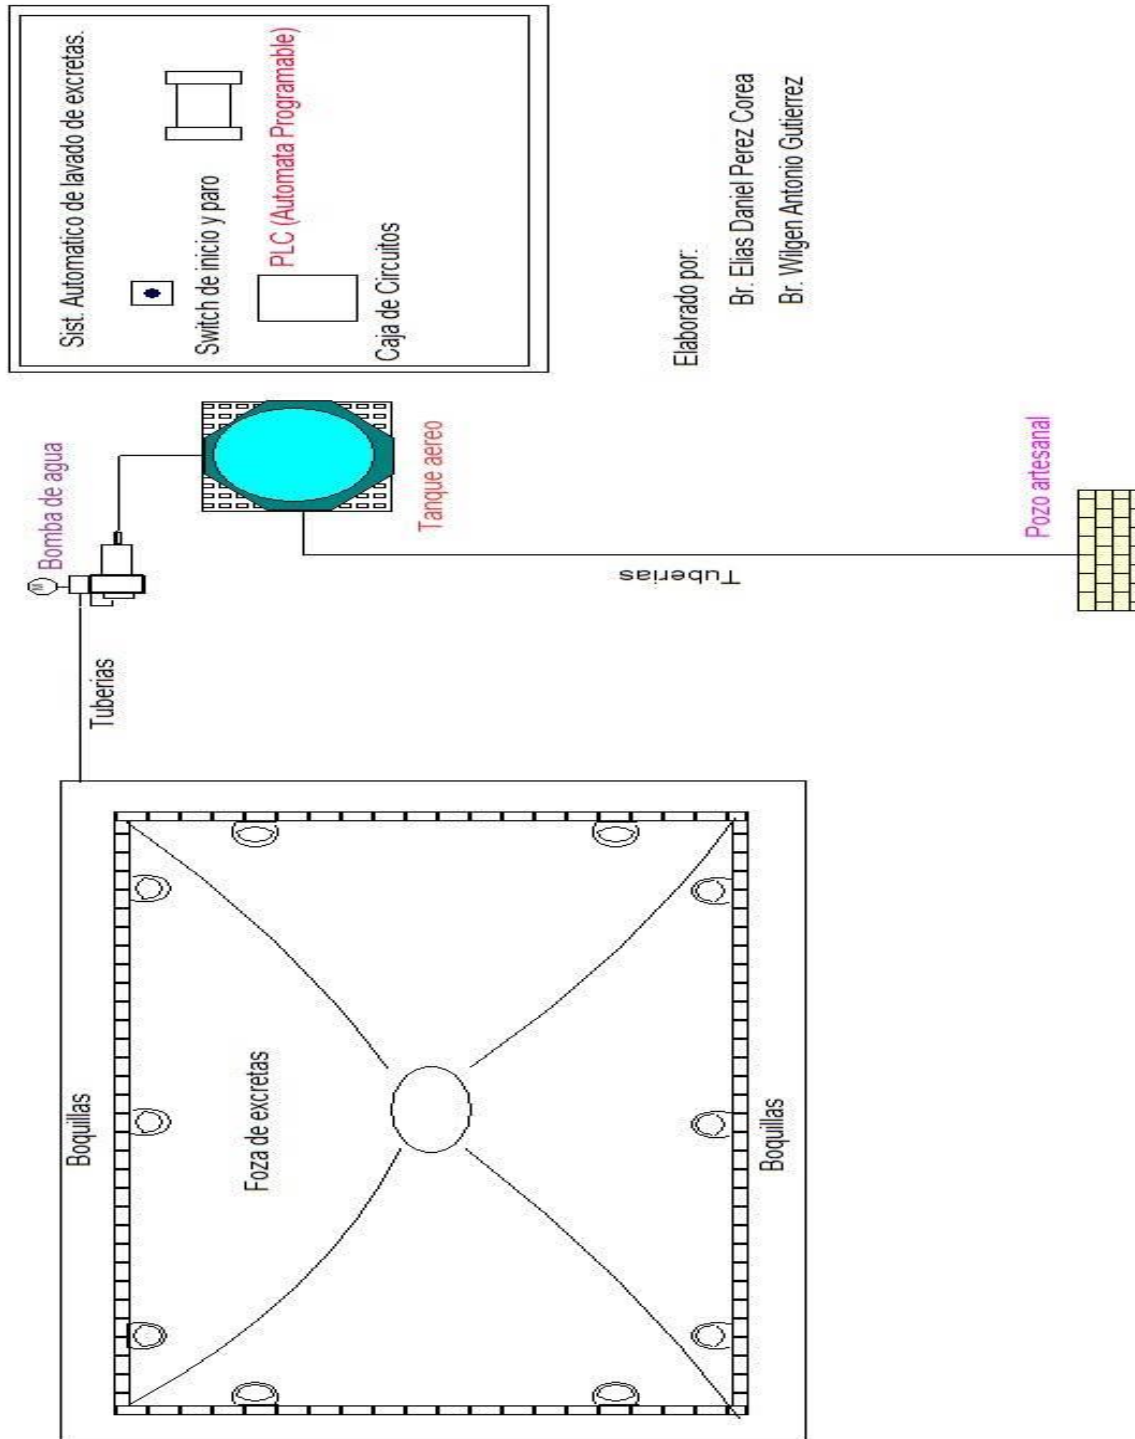 Sist. Automatico de lavado de excretas.
Switch de inicio y paro
PLC (Automata Programable)
Caja de Circuitos
Bomba de agua
M
Tuberias
Tanque aereo
Tuberias
Pozo artesanal
Boquillas
Foza de excretas
Boquillas
Elaborado por:
Br. Elias Daniel Perez Corea
Br. Wilgen Antonio Gutierrez